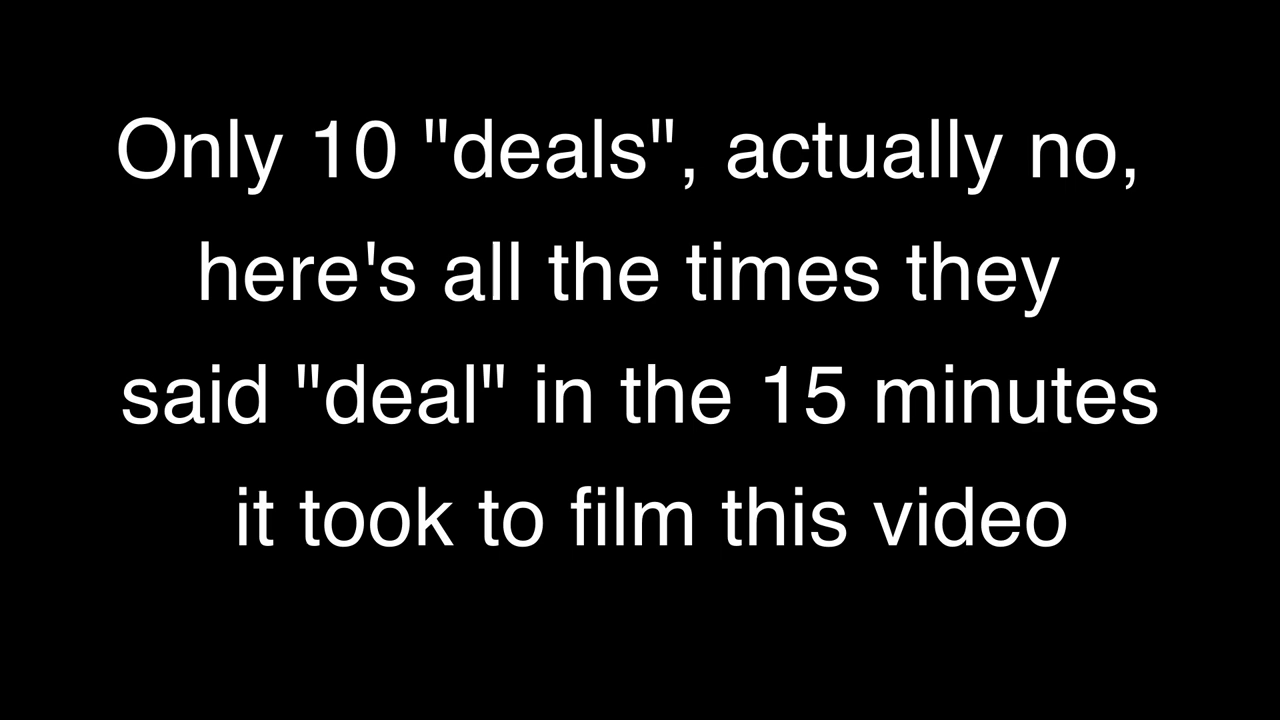 Only 10 "deals", actually no,
here's all the times they
said "deal" in the 15 minutes
it took to film this video